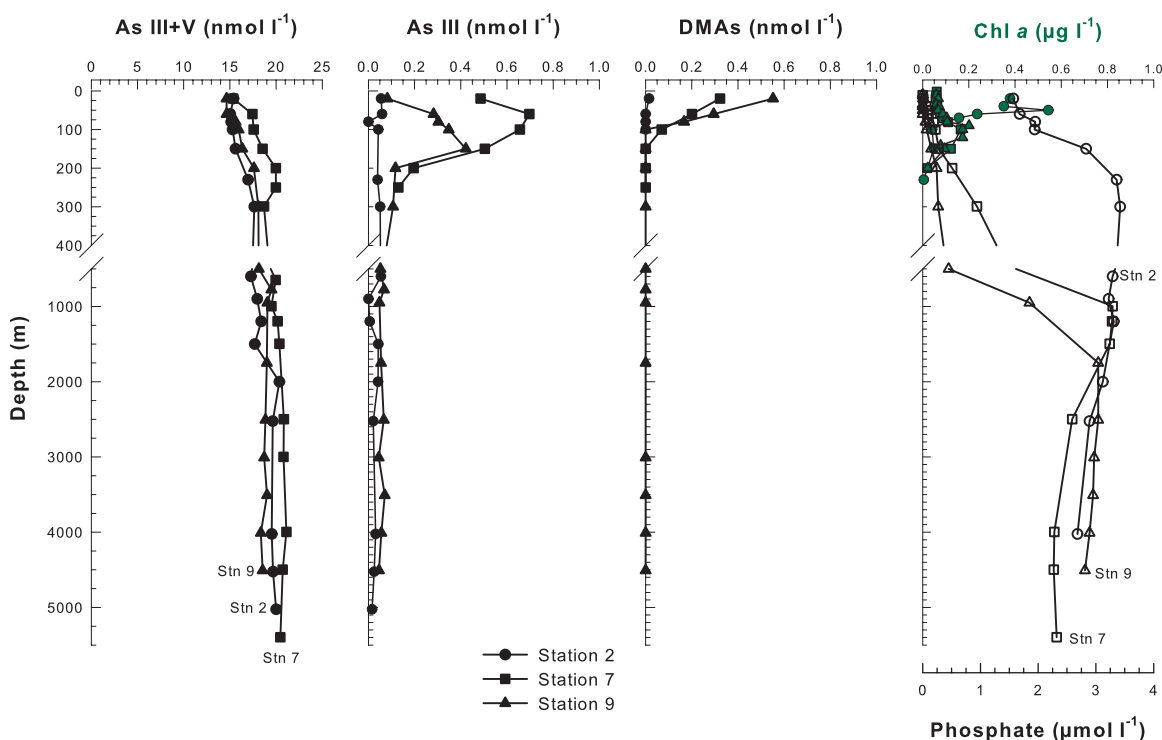 As III+V (nmol l-1) As III (nmol l-1) DMAs (nmol l-1) Chl a (µg l-1)
0 5 10 15 20 25 0.0 0.2 0.4 0.6 0.8 1.0 0.0 0.2 0.4 0.6 0.8 1.0 0.0 0.2 0.4 0.6 0.8 1.0
0
100
200
300
400
Stn 2
1000
Depth (m)
2000
3000
4000
Stn 9 Stn 9
5000 Stn 2
Stn 7
Stn 7
Station 2
Station 7
Station 9
0 1 2 3 4
Phosphate (µmol l-1)